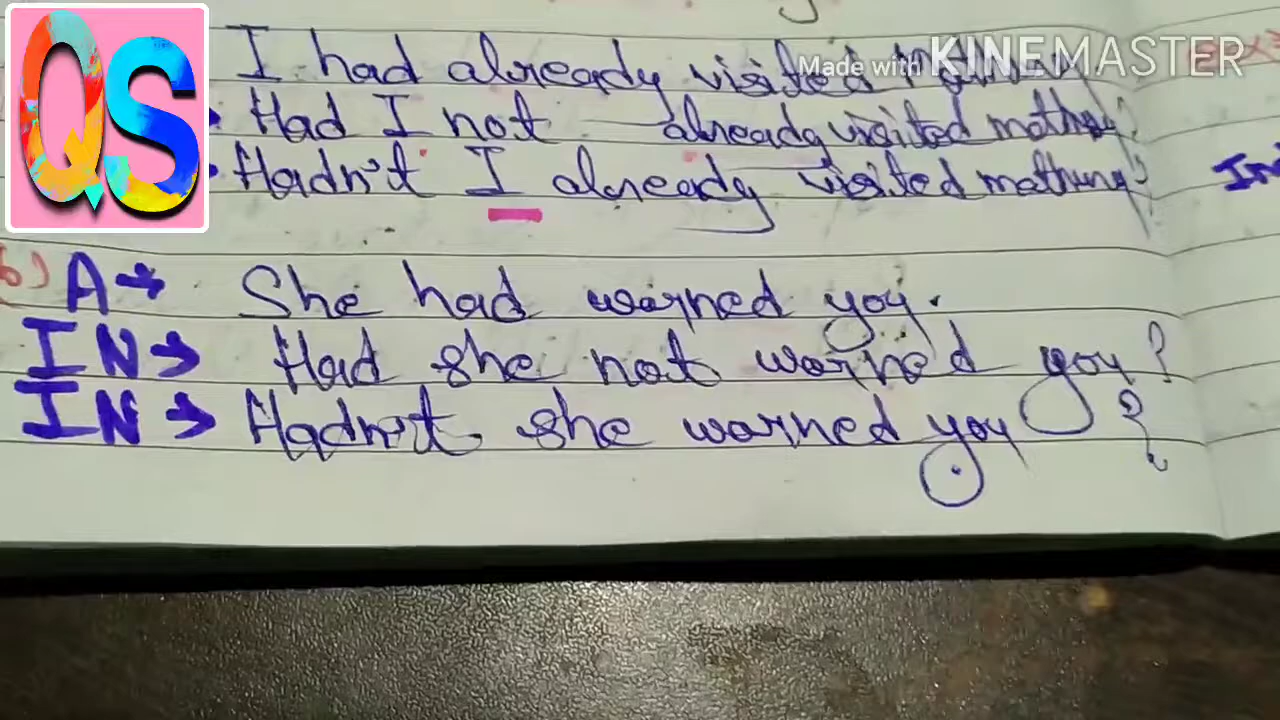 QS
Made with KINEMASTER
I had already visited
Had I not already visited mathura?
Hadn't I already visited mathura?
b) A→ She had warned you.
IN→ Had she not warned you?
IN→ Hadn't she warned you?